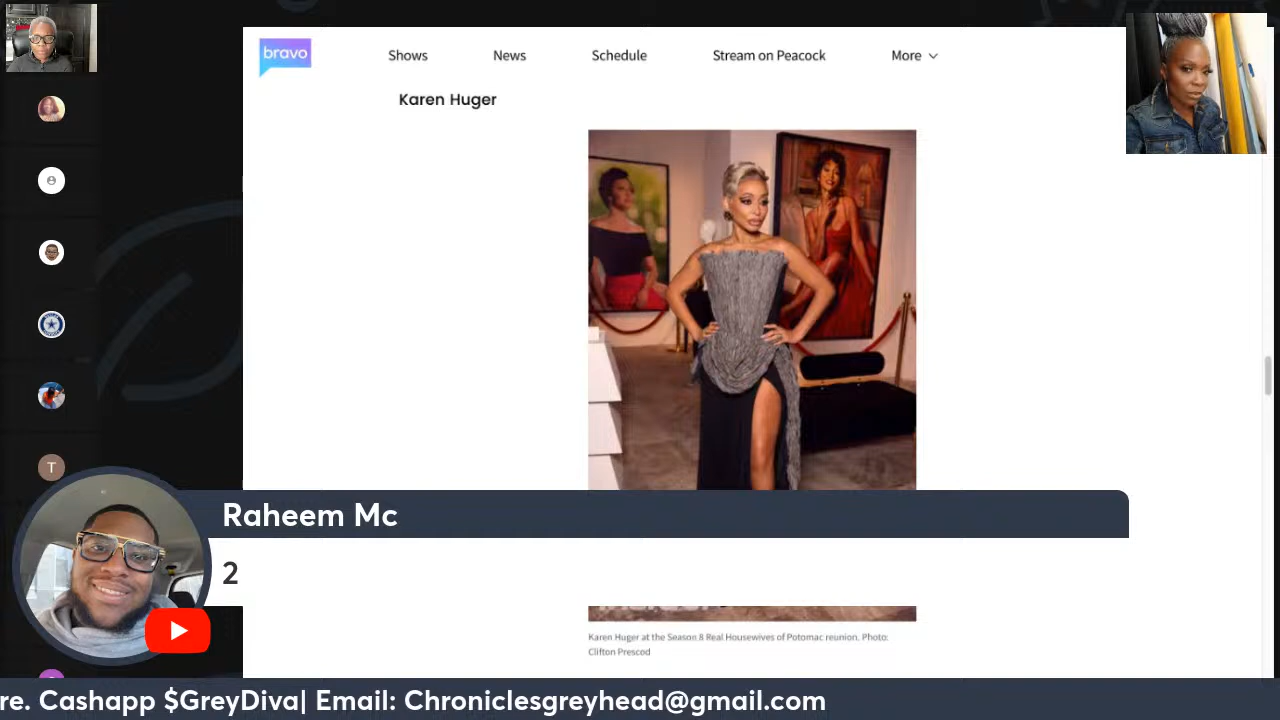 bravo
Shows News Schedule Stream on Peacock More
Karen Huger
T
Raheem Mc
2
Karen Huger at the Season 8 Real Housewives of Potomac reunion. Photo:
Clifton Prescod
re. Cashapp $GreyDiva| Email: Chroniclesgreyhead@gmail.com